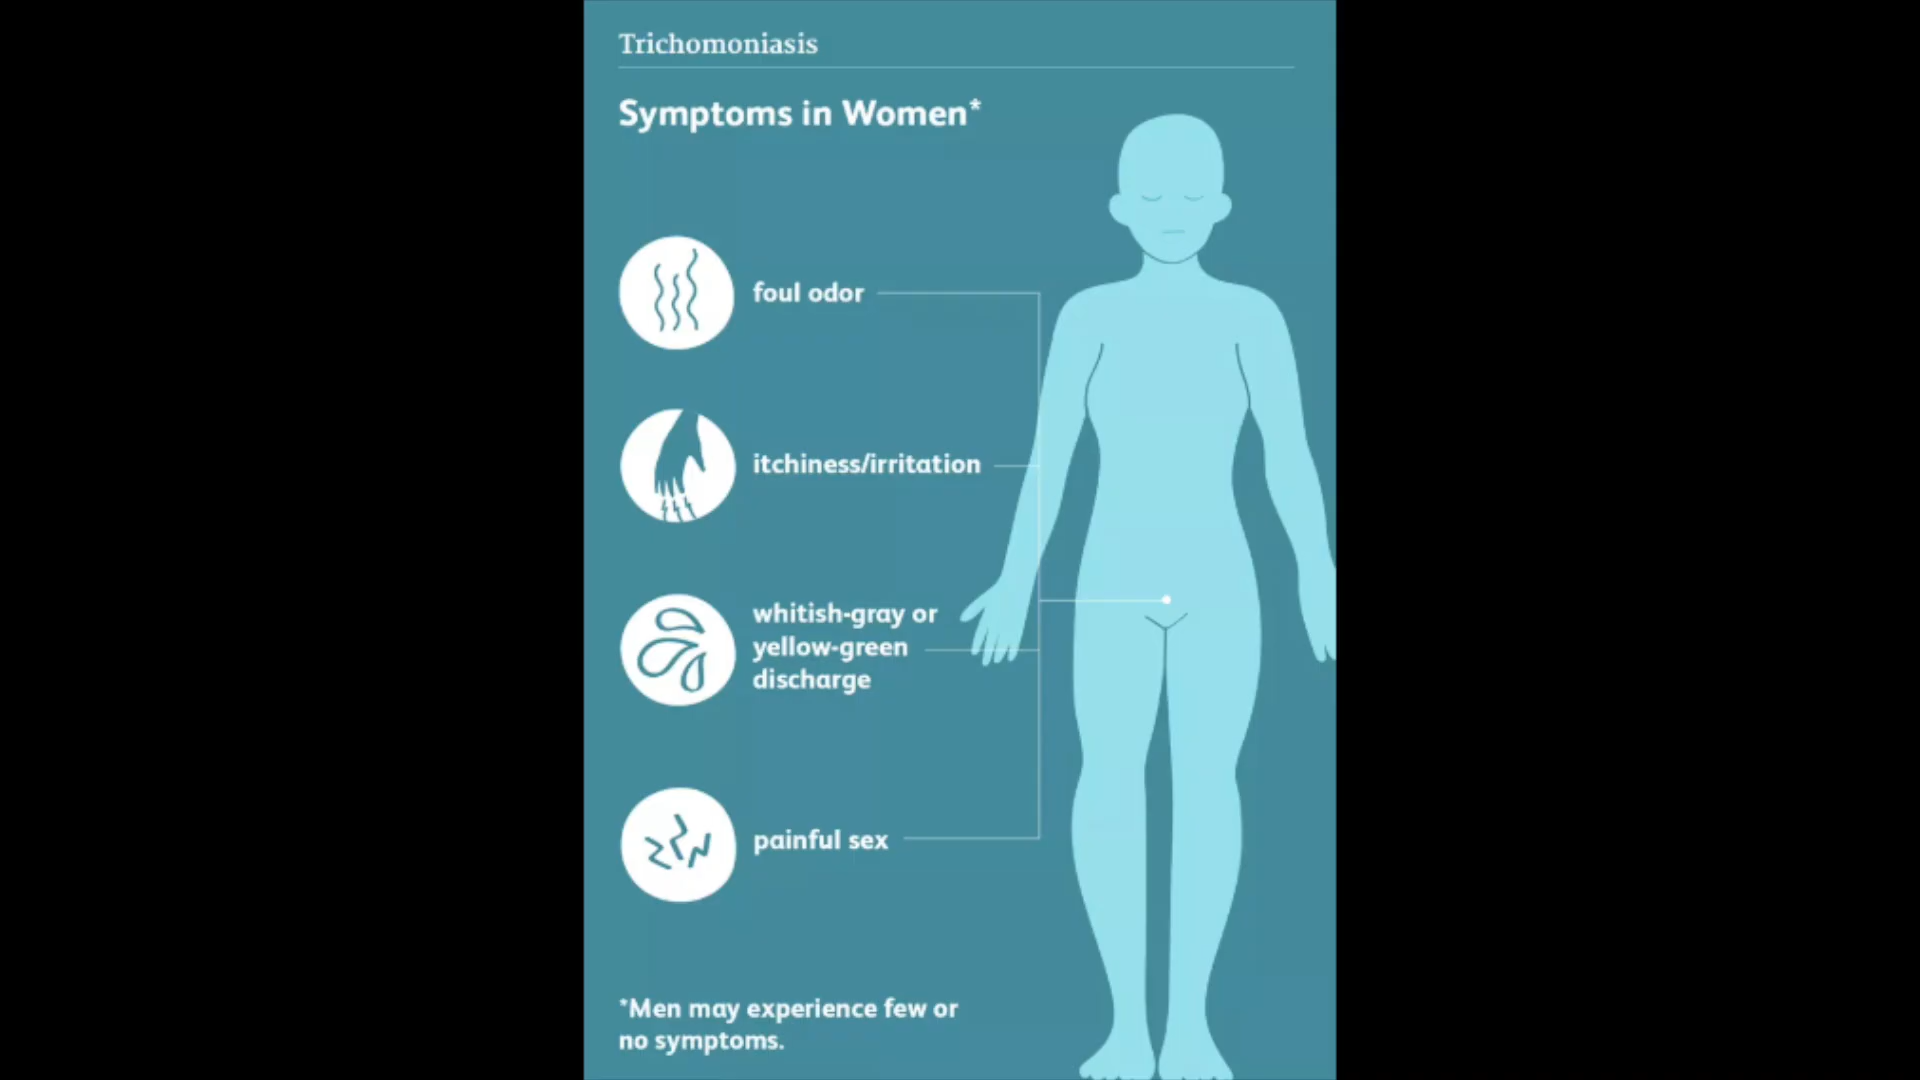 Trichomoniasis
Symptoms in Women*
foul odor
itchiness/irritation
whitish-gray or
yellow-green
discharge
painful sex
*Men may experience few or
no symptoms.